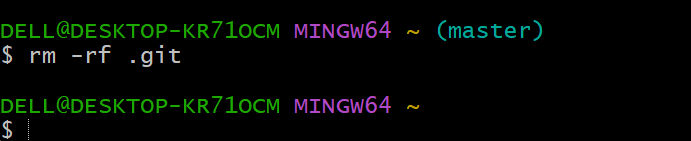 DELL@DESKTOP-KR71OCM MINGW64 ~ (master)
$ rm -rf .git
DELL@DESKTOP-KR71OCM MINGW64 ~
$